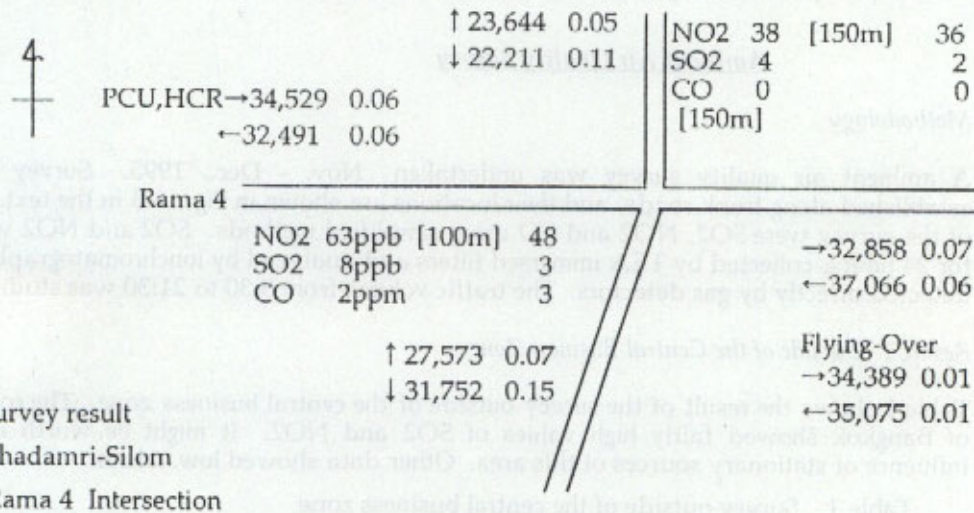 ↑ 23,644 0.05
↓ 22,211 0.11
NO2 38 [150m] 36
SO2 4 2
CO 0 0
[150m]
PCU,HCR→34,529 0.06
←32,491 0.06
Rama 4
NO2 63ppb [100m] 48
SO2 8ppb 3
CO 2ppm 3
→32,858 0.07
←37,066 0.06
Flying-Over
→34,389 0.01
←35,075 0.01
↑ 27,573 0.07
↓ 31,752 0.15
urvey result
hadamri-Silom
Rama 4 Intersection